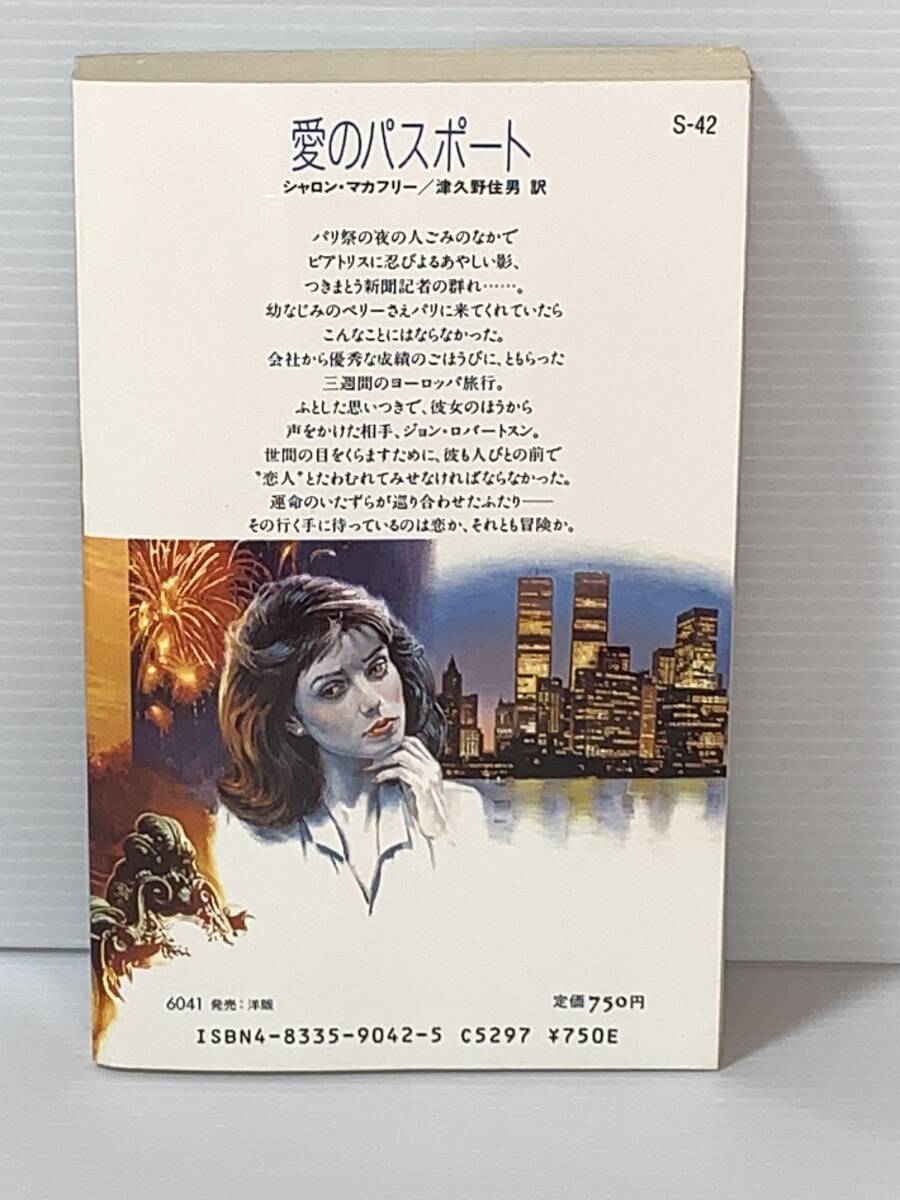 S-42
愛のパスポート
シャロン・マカフリー／津久野住男 訳
パリ祭の夜の人ごみのなかで
ビアトリスに忍びよるあやしい影、
つきまとう新聞記者の群れ……。
幼なじみのペリーさえパリに来てくれていたら
こんなことにはならなかった。
会社から優秀な成績のごほうびに、ともらった
三週間のヨーロッパ旅行。
ふとした思いつきで、彼女のほうから
声をかけた相手、ジョン・ロバートスン。
世間の目をくらますために、彼も人びとの前で
〝恋人〟とたわむれてみせなければならなかった。
運命のいたずらが巡り合わせたふたり——
その行く手に待っているのは恋か、それとも冒険か。
6041 発売：洋販
定価750円
ISBN4-8335-9042-5 C5297 ¥750E